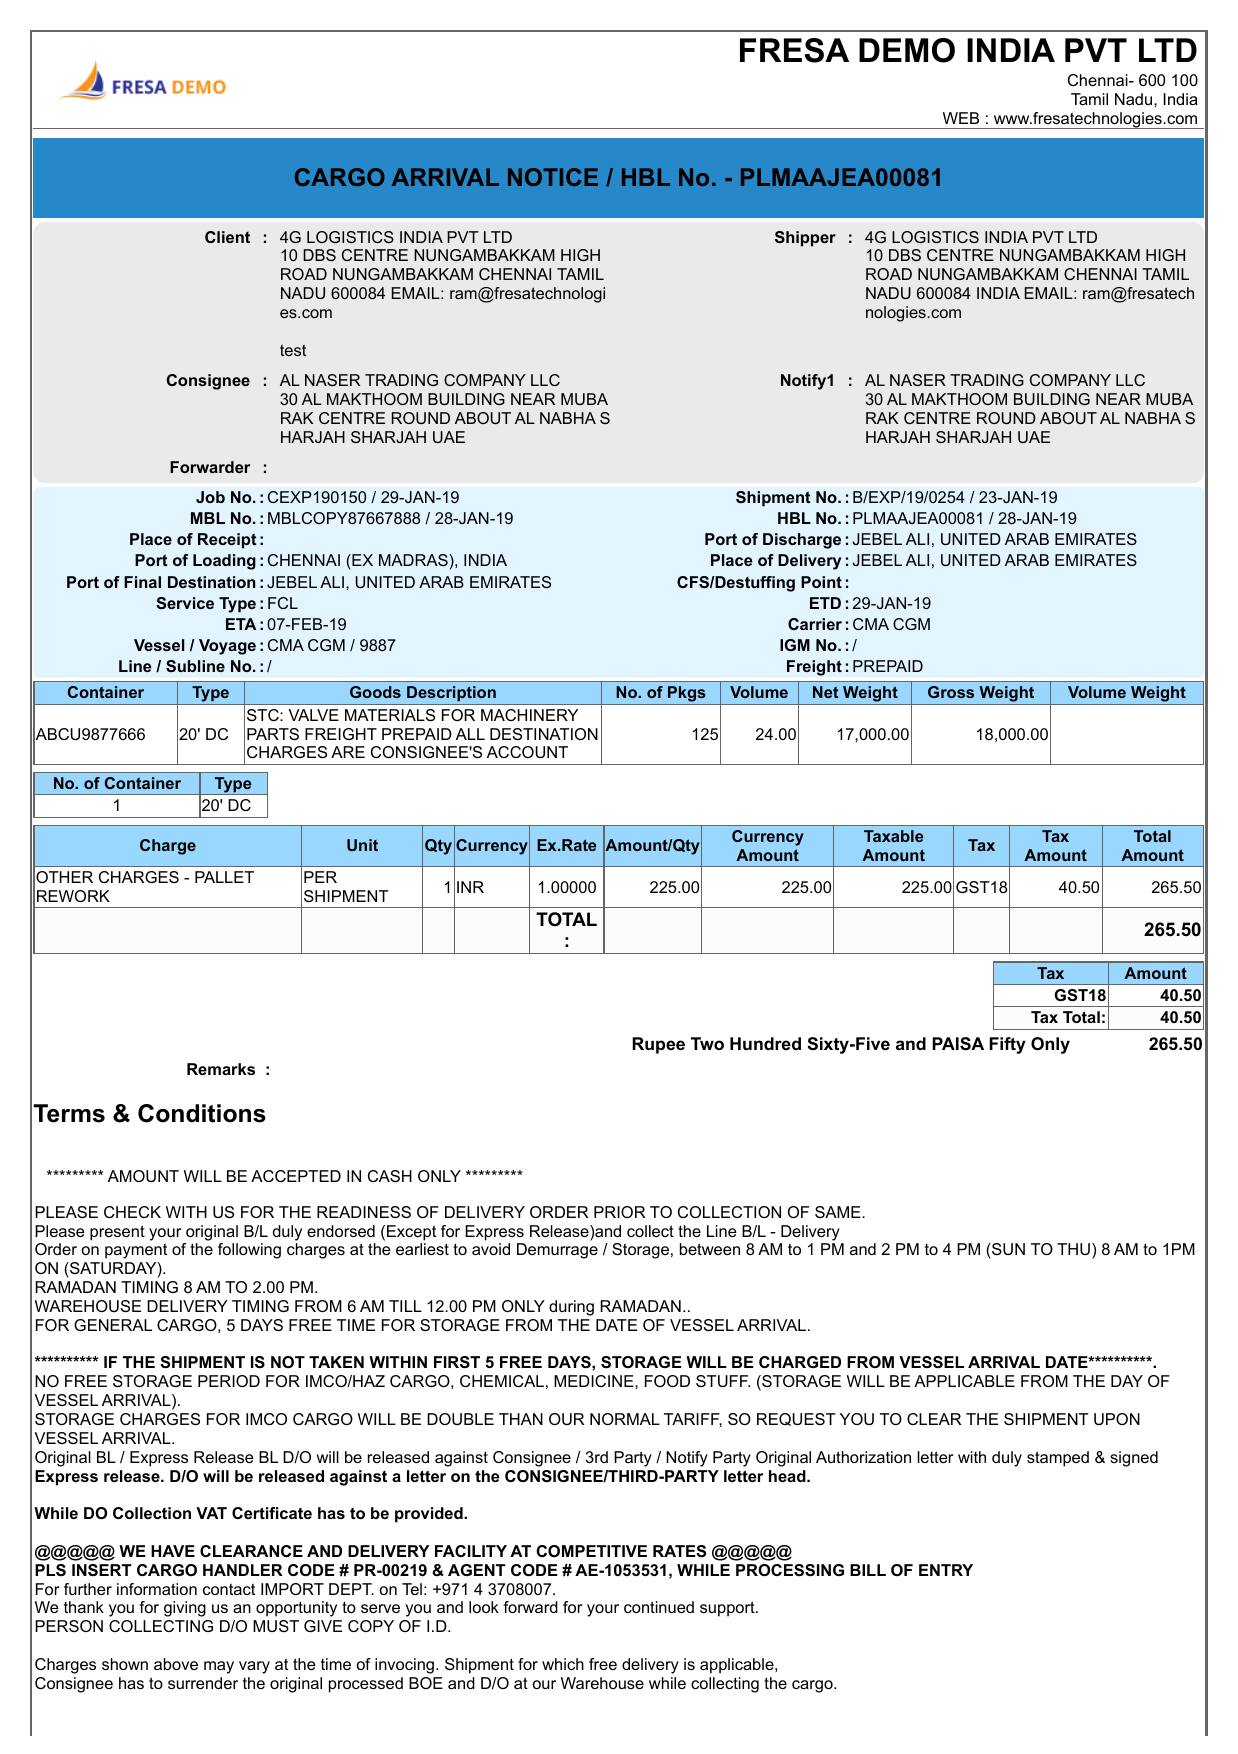 FRESA DEMO
FRESA DEMO INDIA PVT LTD
Chennai- 600 100
Tamil Nadu, India
WEB : www.fresatechnologies.com
CARGO ARRIVAL NOTICE / HBL No. - PLMAAJEA00081
Client : 4G LOGISTICS INDIA PVT LTD
10 DBS CENTRE NUNGAMBAKKAM HIGH
ROAD NUNGAMBAKKAM CHENNAI TAMIL
NADU 600084 EMAIL: ram@fresatechnologi
es.com
test
Shipper : 4G LOGISTICS INDIA PVT LTD
10 DBS CENTRE NUNGAMBAKKAM HIGH
ROAD NUNGAMBAKKAM CHENNAI TAMIL
NADU 600084 INDIA EMAIL: ram@fresatech
nologies.com
Consignee : AL NASER TRADING COMPANY LLC
30 AL MAKTHOOM BUILDING NEAR MUBA
RAK CENTRE ROUND ABOUT AL NABHA S
HARJAH SHARJAH UAE
Notify1 : AL NASER TRADING COMPANY LLC
30 AL MAKTHOOM BUILDING NEAR MUBA
RAK CENTRE ROUND ABOUT AL NABHA S
HARJAH SHARJAH UAE
Forwarder :
Job No. : CEXP190150 / 29-JAN-19 Shipment No. : B/EXP/19/0254 / 23-JAN-19
MBL No. : MBLCOPY87667888 / 28-JAN-19 HBL No. : PLMAAJEA00081 / 28-JAN-19
Place of Receipt : Port of Discharge : JEBEL ALI, UNITED ARAB EMIRATES
Port of Loading : CHENNAI (EX MADRAS), INDIA Place of Delivery : JEBEL ALI, UNITED ARAB EMIRATES
Port of Final Destination : JEBEL ALI, UNITED ARAB EMIRATES CFS/Destuffing Point :
Service Type : FCL ETD : 29-JAN-19
ETA : 07-FEB-19 Carrier : CMA CGM
Vessel / Voyage : CMA CGM / 9887 IGM No. : /
Line / Subline No. : / Freight : PREPAID
Container Type Goods Description No. of Pkgs Volume Net Weight Gross Weight Volume Weight
ABCU9877666 20' DC STC: VALVE MATERIALS FOR MACHINERY
PARTS FREIGHT PREPAID ALL DESTINATION
CHARGES ARE CONSIGNEE'S ACCOUNT 125 24.00 17,000.00 18,000.00
No. of Container Type
1 20' DC
Charge Unit Qty Currency Ex.Rate Amount/Qty Currency Amount Taxable Amount Tax Tax Amount Total Amount
OTHER CHARGES - PALLET REWORK PER SHIPMENT 1 INR 1.00000 225.00 225.00 225.00 GST18 40.50 265.50
TOTAL : 265.50
Tax Amount
GST18 40.50
Tax Total: 40.50
Rupee Two Hundred Sixty-Five and PAISA Fifty Only 265.50
Remarks :
Terms & Conditions
********* AMOUNT WILL BE ACCEPTED IN CASH ONLY *********
PLEASE CHECK WITH US FOR THE READINESS OF DELIVERY ORDER PRIOR TO COLLECTION OF SAME.
Please present your original B/L duly endorsed (Except for Express Release)and collect the Line B/L - Delivery
Order on payment of the following charges at the earliest to avoid Demurrage / Storage, between 8 AM to 1 PM and 2 PM to 4 PM (SUN TO THU) 8 AM to 1PM
ON (SATURDAY).
RAMADAN TIMING 8 AM TO 2.00 PM.
WAREHOUSE DELIVERY TIMING FROM 6 AM TILL 12.00 PM ONLY during RAMADAN..
FOR GENERAL CARGO, 5 DAYS FREE TIME FOR STORAGE FROM THE DATE OF VESSEL ARRIVAL.
********** IF THE SHIPMENT IS NOT TAKEN WITHIN FIRST 5 FREE DAYS, STORAGE WILL BE CHARGED FROM VESSEL ARRIVAL DATE**********.
NO FREE STORAGE PERIOD FOR IMCO/HAZ CARGO, CHEMICAL, MEDICINE, FOOD STUFF. (STORAGE WILL BE APPLICABLE FROM THE DAY OF
VESSEL ARRIVAL).
STORAGE CHARGES FOR IMCO CARGO WILL BE DOUBLE THAN OUR NORMAL TARIFF, SO REQUEST YOU TO CLEAR THE SHIPMENT UPON
VESSEL ARRIVAL.
Original BL / Express Release BL D/O will be released against Consignee / 3rd Party / Notify Party Original Authorization letter with duly stamped & signed
Express release. D/O will be released against a letter on the CONSIGNEE/THIRD-PARTY letter head.
While DO Collection VAT Certificate has to be provided.
@@@@@ WE HAVE CLEARANCE AND DELIVERY FACILITY AT COMPETITIVE RATES @@@@@
PLS INSERT CARGO HANDLER CODE # PR-00219 & AGENT CODE # AE-1053531, WHILE PROCESSING BILL OF ENTRY
For further information contact IMPORT DEPT. on Tel: +971 4 3708007.
We thank you for giving us an opportunity to serve you and look forward for your continued support.
PERSON COLLECTING D/O MUST GIVE COPY OF I.D.
Charges shown above may vary at the time of invocing. Shipment for which free delivery is applicable,
Consignee has to surrender the original processed BOE and D/O at our Warehouse while collecting the cargo.